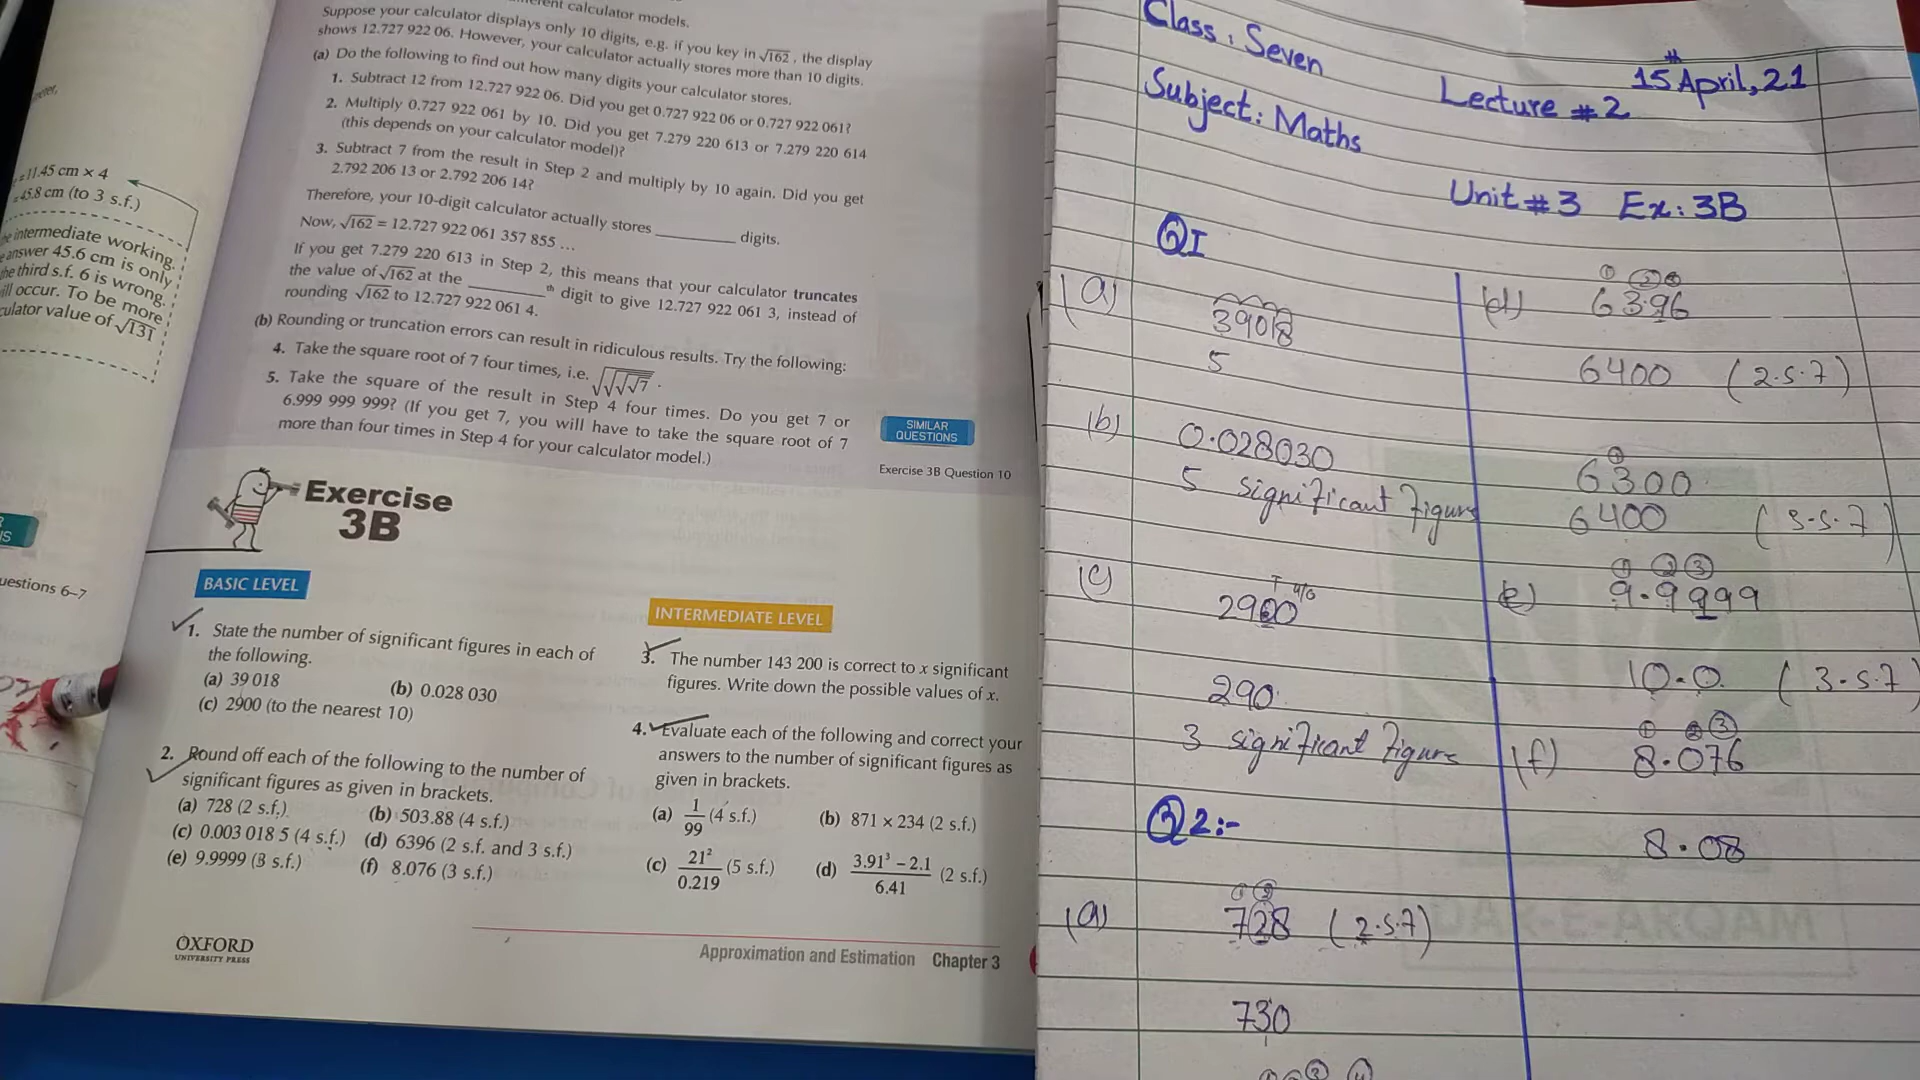 calculator models.
Suppose your calculator displays only 10 digits, e.g. if you key in √162, the display
shows 12.727 922 06. However, your calculator actually stores more than 10 digits.
(a) Do the following to find out how many digits your calculator stores.
1. Subtract 12 from 12.727 922 06. Did you get 0.727 922 06 or 0.727 922 061?
2. Multiply 0.727 922 061 by 10. Did you get 7.279 220 613 or 7.279 220 614
(this depends on your calculator model)?
3. Subtract 7 from the result in Step 2 and multiply by 10 again. Did you get
2.792 206 13 or 2.792 206 14?
Therefore, your 10-digit calculator actually stores ________ digits.
Now, √162 = 12.727 922 061 357 855 ...
If you get 7.279 220 613 in Step 2, this means that your calculator truncates
the value of √162 at the ________th digit to give 12.727 922 061 3, instead of
rounding √162 to 12.727 922 061 4.
(b) Rounding or truncation errors can result in ridiculous results. Try the following:
4. Take the square root of 7 four times, i.e. √√√√7.
5. Take the square of the result in Step 4 four times. Do you get 7 or
6.999 999 999? (If you get 7, you will have to take the square root of 7
more than four times in Step 4 for your calculator model.)
SIMILAR
QUESTIONS
Exercise 3B Question 10
=11.45 cm × 4
=45.8 cm (to 3 s.f.)
intermediate working.
answer 45.6 cm is only
the third s.f. 6 is wrong.
ill occur. To be more
culator value of √131
uestions 6–7
Exercise
3B
BASIC LEVEL
1. State the number of significant figures in each of
the following.
(a) 39 018
(b) 0.028 030
(c) 2900 (to the nearest 10)
2. Round off each of the following to the number of
significant figures as given in brackets.
(a) 728 (2 s.f.)
(b) 503.88 (4 s.f.)
(c) 0.003 018 5 (4 s.f.)
(d) 6396 (2 s.f. and 3 s.f.)
(e) 9.9999 (3 s.f.)
(f) 8.076 (3 s.f.)
INTERMEDIATE LEVEL
3. The number 143 200 is correct to x significant
figures. Write down the possible values of x.
4. Evaluate each of the following and correct your
answers to the number of significant figures as
given in brackets.
(a) 1/99 (4 s.f.)
(b) 871 × 234 (2 s.f.)
(c) 21²/0.219 (5 s.f.)
(d) (3.91³ – 2.1)/6.41 (2 s.f.)
OXFORD
UNIVERSITY PRESS
Approximation and Estimation Chapter 3
Class: Seven
Lecture #2
15 April, 21
Subject: Maths
Unit #3 Ex: 3B
Q1
(a) 39018
5
(b) 0.028030
5 significant figure
(c) 2900
290
3 significant figure
Q2:-
(a) 728 (2.s.f)
730
(d) 6396
6400 (2.s.f)
6300
6400 (3.s.f)
(e) 9.9999
10.0 (3.s.f)
(f) 8.076
8.08